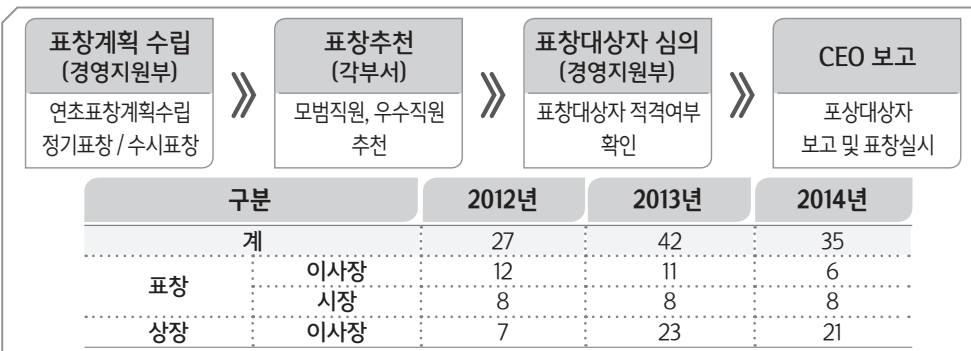 표창계획 수립
(경영지원부)
연초표창계획수립
정기표창 / 수시표창
》
표창추천
(각부서)
모범직원, 우수직원
추천
》
표창대상자 심의
(경영지원부)
표창대상자 적격여부
확인
》
CEO 보고
포상대상자
보고 및 표창실시
구분 2012년 2013년 2014년
계 27 42 35
표창 이사장 12 11 6
시장 8 8 8
상장 이사장 7 23 21